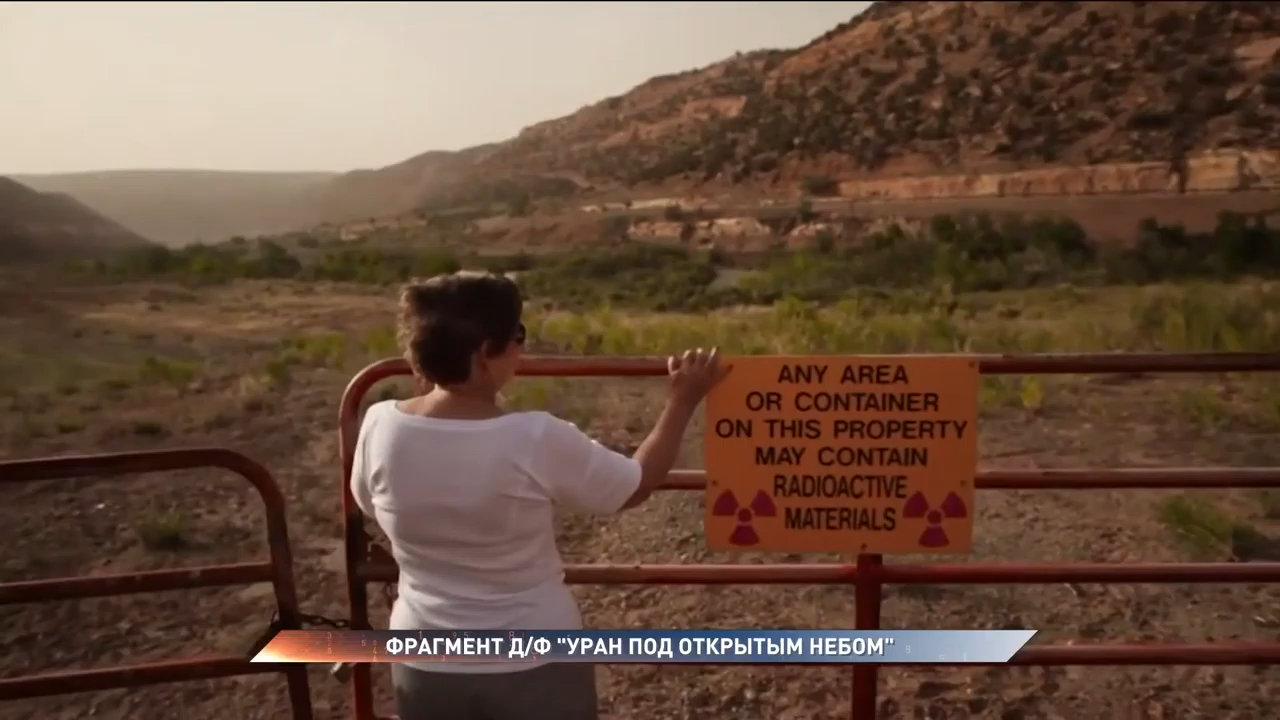 ANY AREA
OR CONTAINER
ON THIS PROPERTY
MAY CONTAIN
RADIOACTIVE
MATERIALS
ФРАГМЕНТ Д/Ф "УРАН ПОД ОТКРЫТЫМ НЕБОМ"